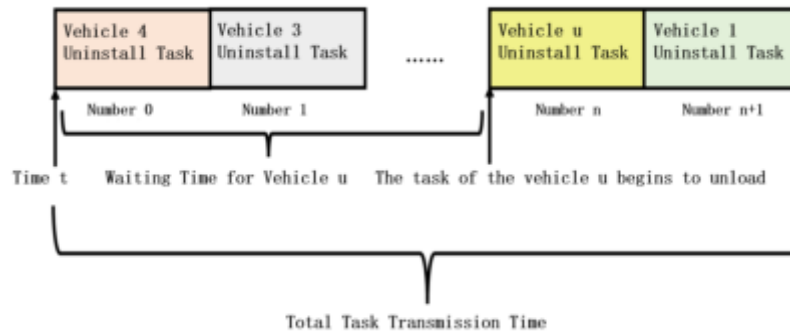 Vehicle 4
Uninstall Task
Vehicle 3
Uninstall Task
......
Vehicle u
Uninstall Task
Vehicle 1
Uninstall Task
Number 0
Number 1
Number n
Number n+1
Time t
Waiting Time for Vehicle u
The task of the vehicle u begins to unload
Total Task Transmission Time